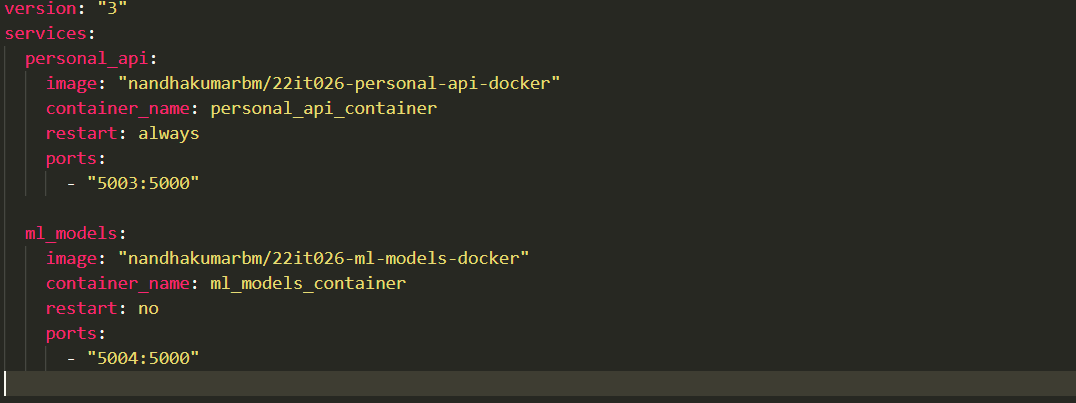 version: "3"
services:
  personal_api:
    image: "nandhakumarbm/22it026-personal-api-docker"
    container_name: personal_api_container
    restart: always
    ports:
      - "5003:5000"

  ml_models:
    image: "nandhakumarbm/22it026-ml-models-docker"
    container_name: ml_models_container
    restart: no
    ports:
      - "5004:5000"